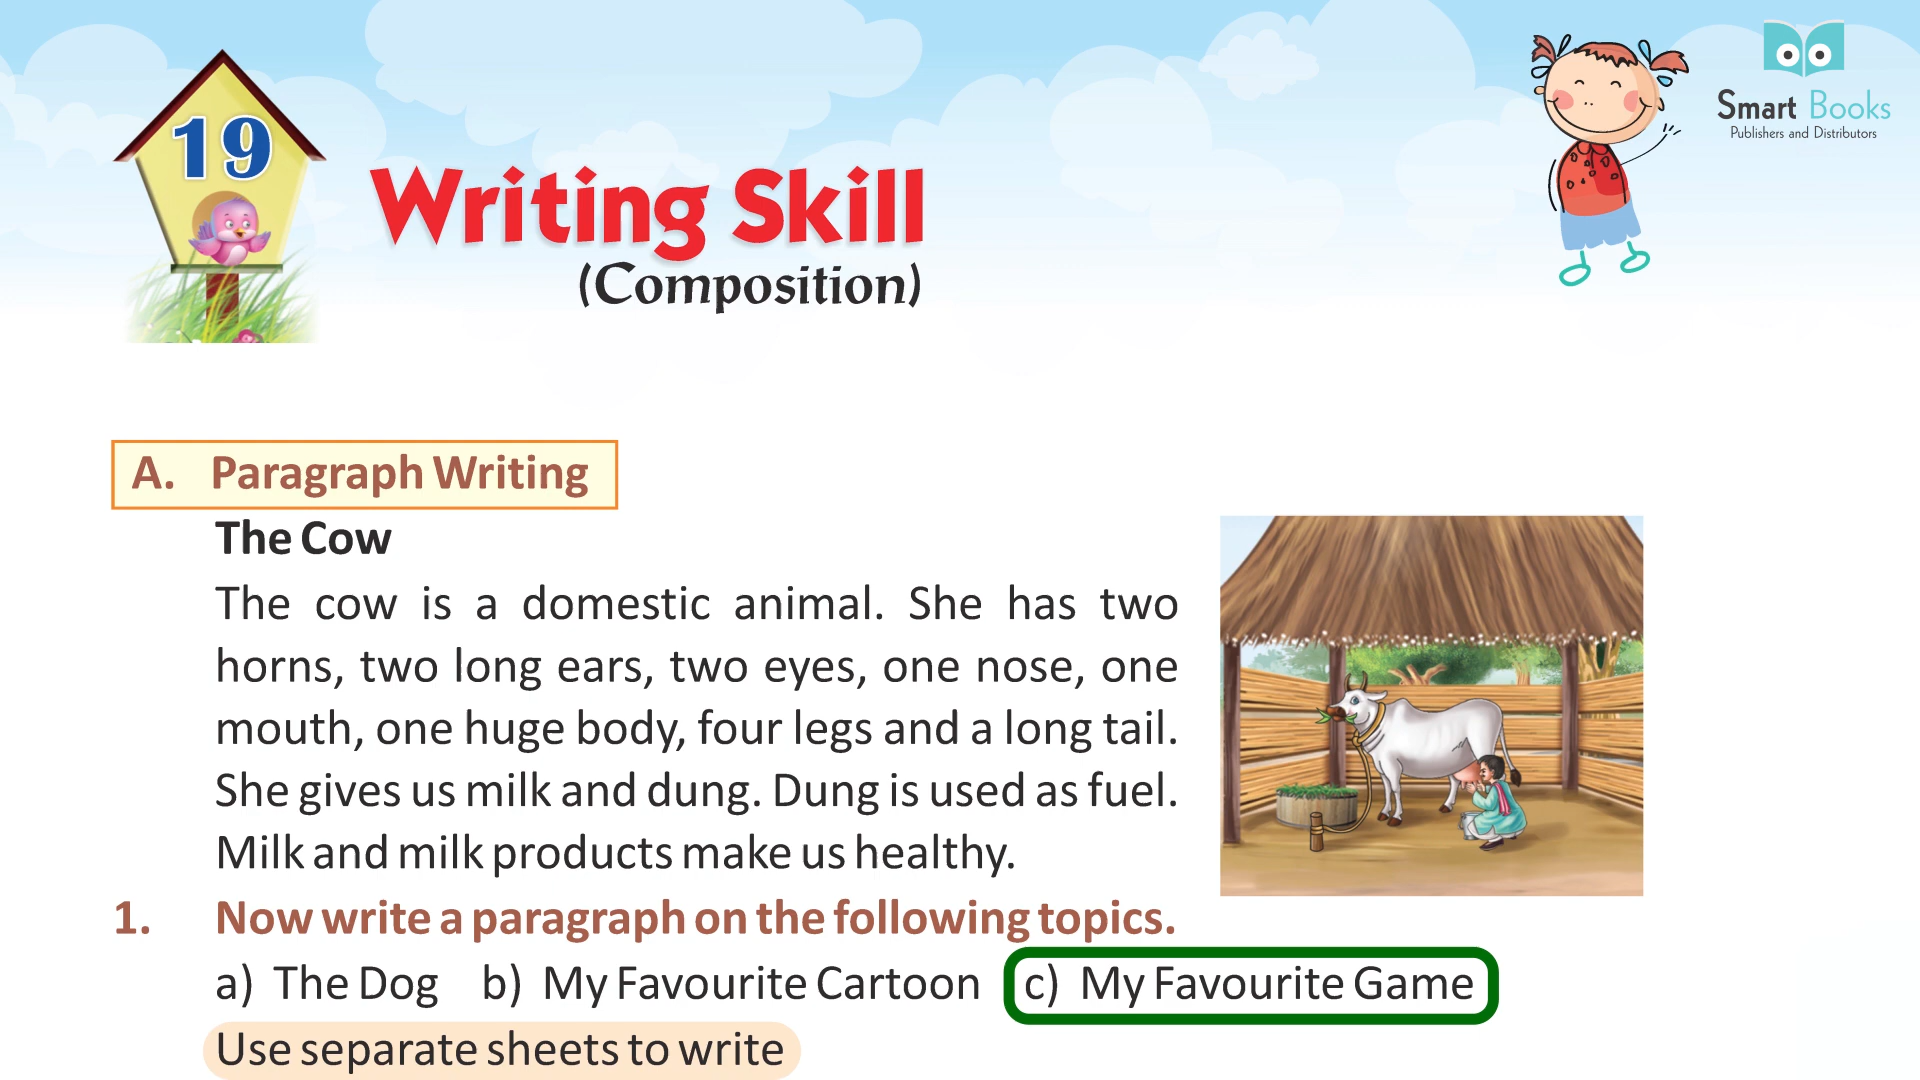 19
Smart Books
Publishers and Distributors
Writing Skill
(Composition)
A. Paragraph Writing
The Cow
The cow is a domestic animal. She has two
horns, two long ears, two eyes, one nose, one
mouth, one huge body, four legs and a long tail.
She gives us milk and dung. Dung is used as fuel.
Milk and milk products make us healthy.
1. Now write a paragraph on the following topics.
a) The Dog b) My Favourite Cartoon c) My Favourite Game
Use separate sheets to write